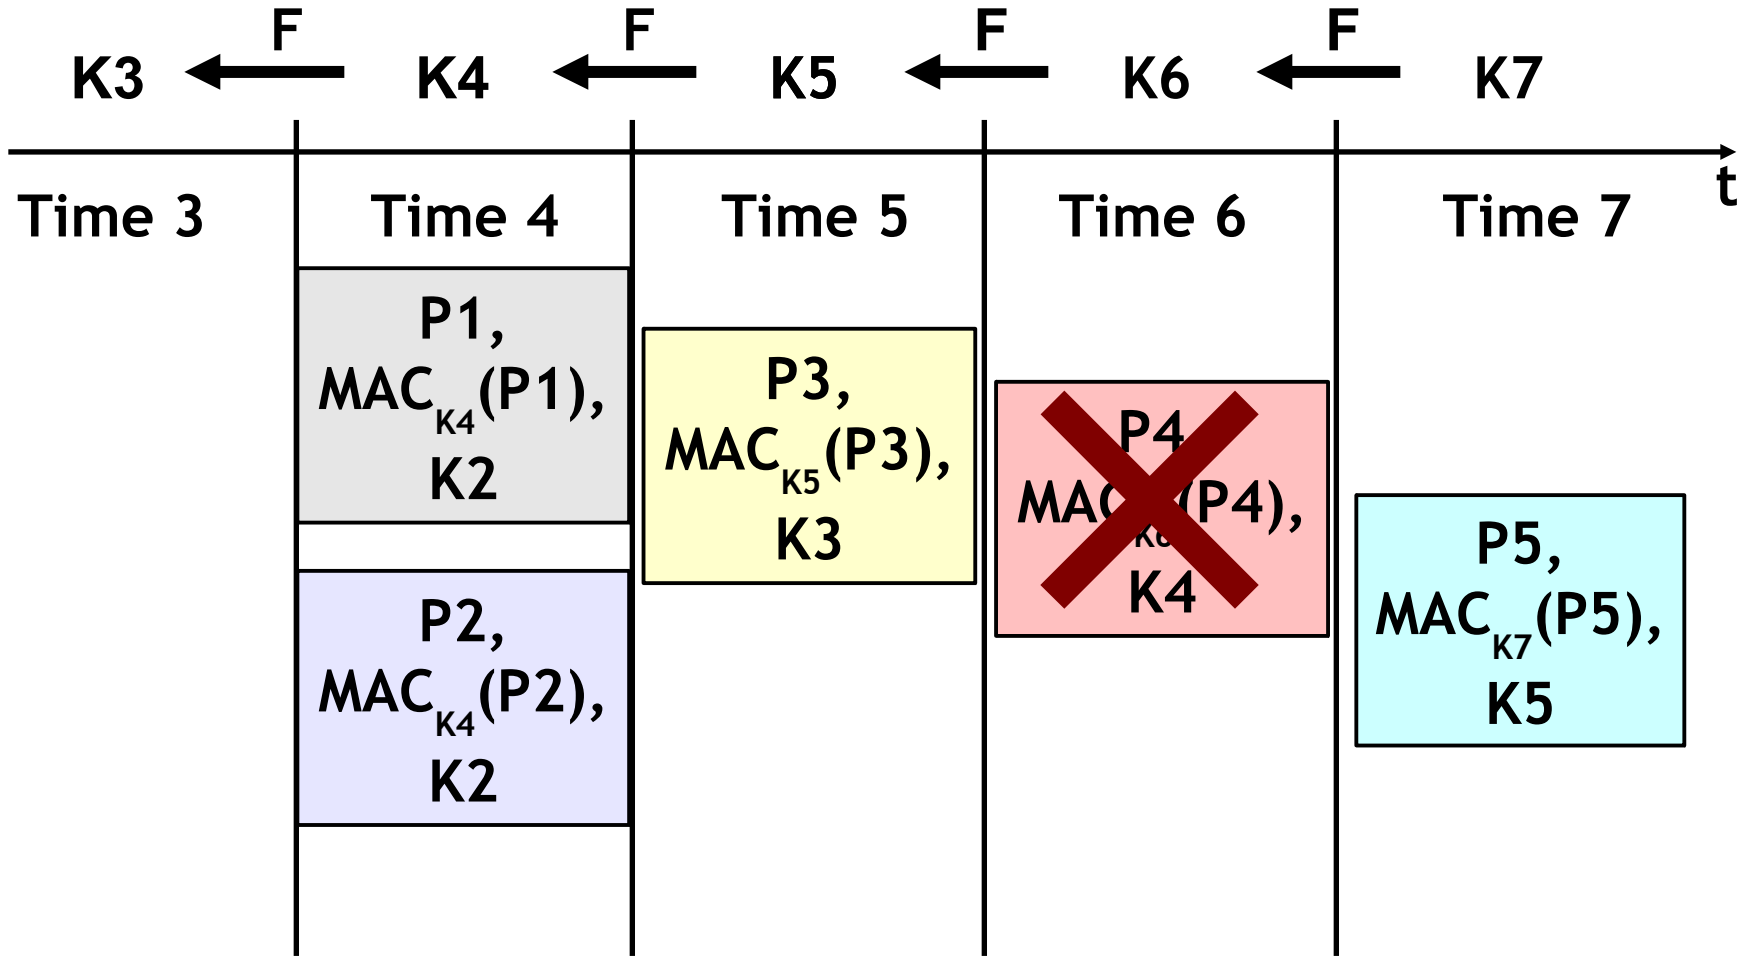 F F F F
K3 K4 K5 K6 K7
t
Time 3 Time 4 Time 5 Time 6 Time 7
P1,
MACK4(P1),
K2
P2,
MACK4(P2),
K2
P3,
MACK5(P3),
K3
P4
MACK6(P4),
K4
P5,
MACK7(P5),
K5